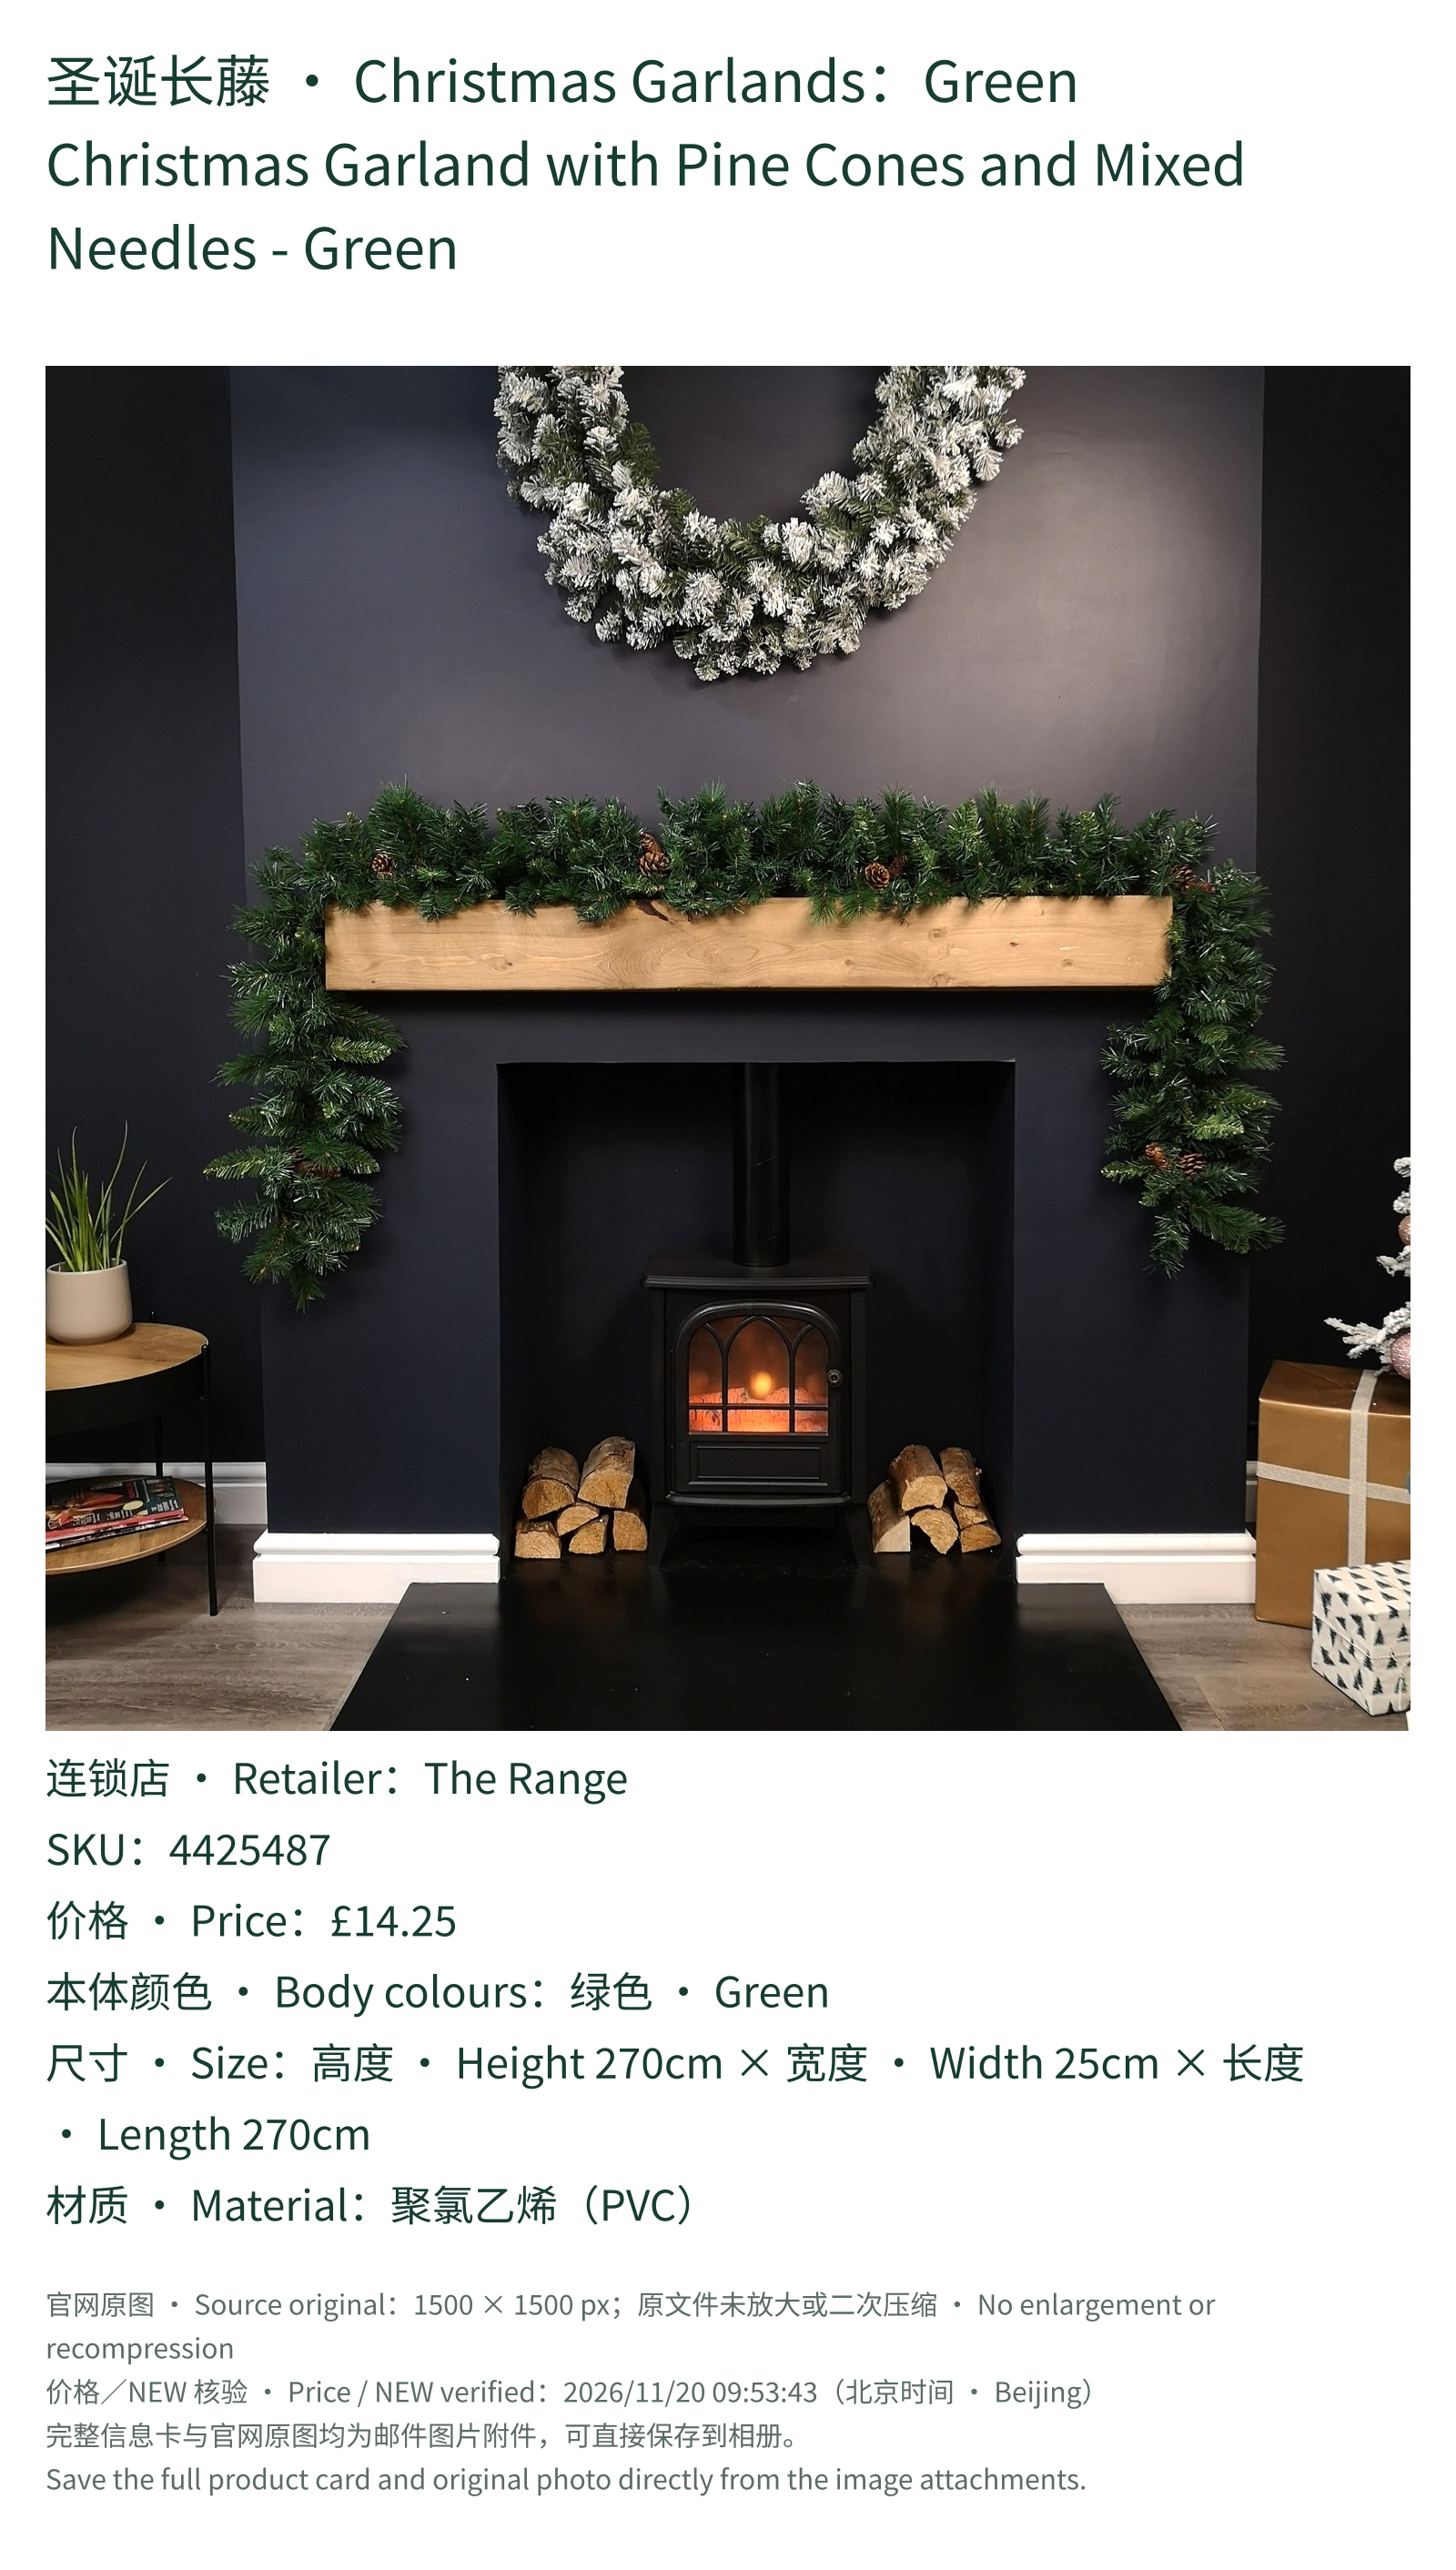 圣诞长藤 · Christmas Garlands：Green
Christmas Garland with Pine Cones and Mixed
Needles - Green
连锁店 · Retailer：The Range
SKU：4425487
价格 · Price：£14.25
本体颜色 · Body colours：绿色 · Green
尺寸 · Size：高度 · Height 270cm × 宽度 · Width 25cm × 长度
· Length 270cm
材质 · Material：聚氯乙烯（PVC）
官网原图 · Source original：1500 × 1500 px；原文件未放大或二次压缩 · No enlargement or
recompression
价格／NEW 核验 · Price / NEW verified：2026/11/20 09:53:43（北京时间 · Beijing）
完整信息卡与官网原图均为邮件图片附件，可直接保存到相册。
Save the full product card and original photo directly from the image attachments.